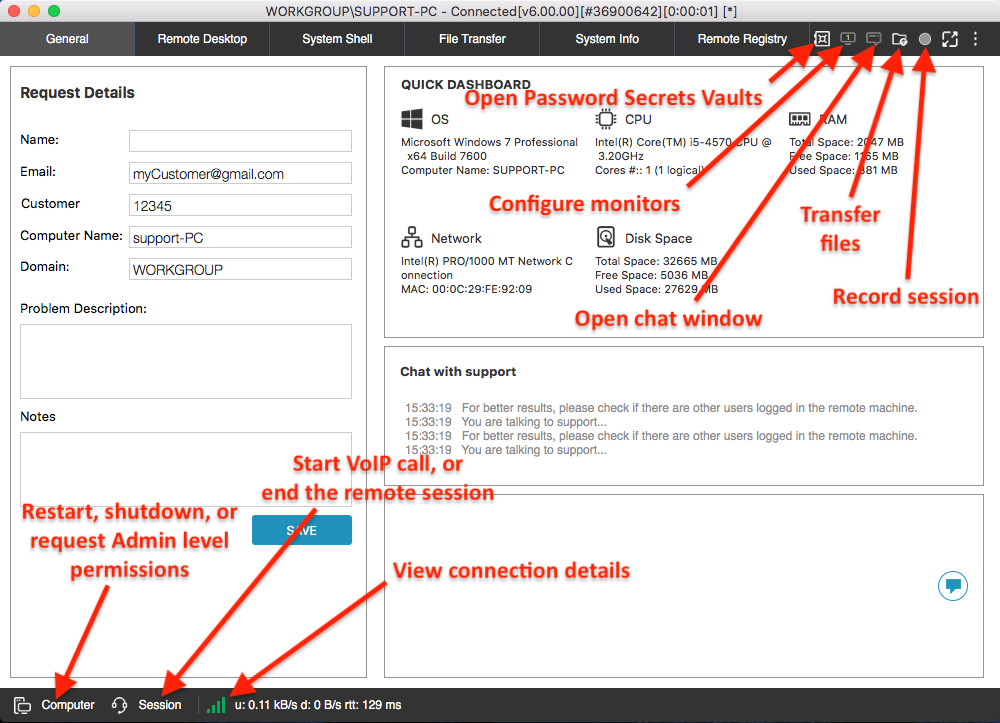 WORKGROUP\SUPPORT-PC - Connected[v6.00.00][#36900642][0:00:01] [*]
General
Remote Desktop
System Shell
File Transfer
System Info
Remote Registry
1
Request Details
Name:
Email:
myCustomer@gmail.com
Customer
12345
Computer Name:
support-PC
Domain:
WORKGROUP
Problem Description:
Notes
SAVE
QUICK DASHBOARD
Open Password Secrets Vaults
OS
Microsoft Windows 7 Professional
x64 Build 7600
Computer Name: SUPPORT-PC
CPU
Intel(R) Core(TM) i5-4570 CPU @
3.20GHz
Cores #:: 1 (1 logical)
RAM
Total Space: 2047 MB
Free Space: 1165 MB
Used Space: 881 MB
Configure monitors
Transfer
files
Network
Intel(R) PRO/1000 MT Network C
onnection
MAC: 00:0C:29:FE:92:09
Disk Space
Total Space: 32665 MB
Free Space: 5036 MB
Used Space: 27629 MB
Record session
Open chat window
Chat with support
15:33:19 For better results, please check if there are other users logged in the remote machine.
15:33:19 You are talking to support...
15:33:19 For better results, please check if there are other users logged in the remote machine.
15:33:19 You are talking to support...
Start VoIP call, or
end the remote session
Restart, shutdown, or
request Admin level
permissions
View connection details
Computer
Session
u: 0.11 kB/s d: 0 B/s rtt: 129 ms